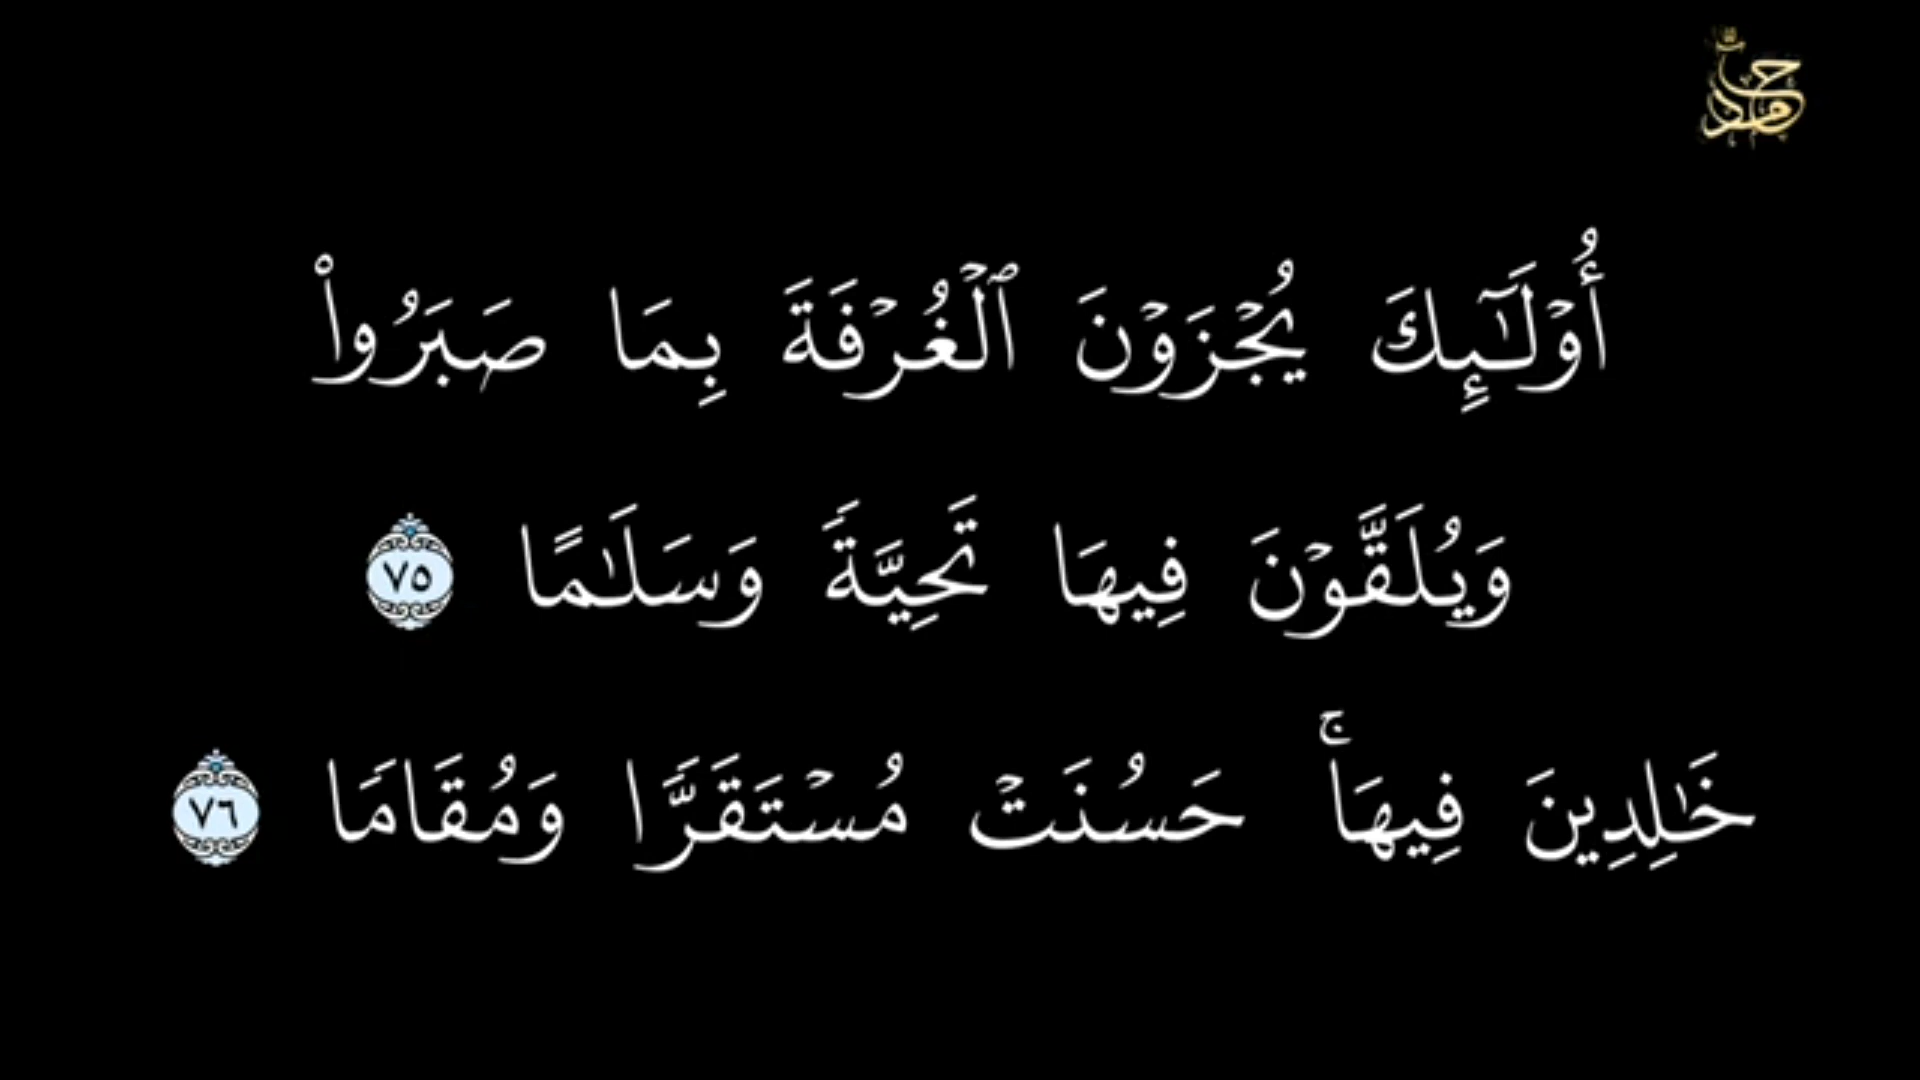 أُوْلَٰٓئِكَ يُجۡزَوۡنَ ٱلۡغُرۡفَةَ بِمَا صَبَرُواْ
وَيُلَقَّوۡنَ فِيهَا تَحِيَّةٗ وَسَلَٰمًا ٧٥
خَٰلِدِينَ فِيهَاۚ حَسُنَتۡ مُسۡتَقَرّٗا وَمُقَامٗا ٧٦